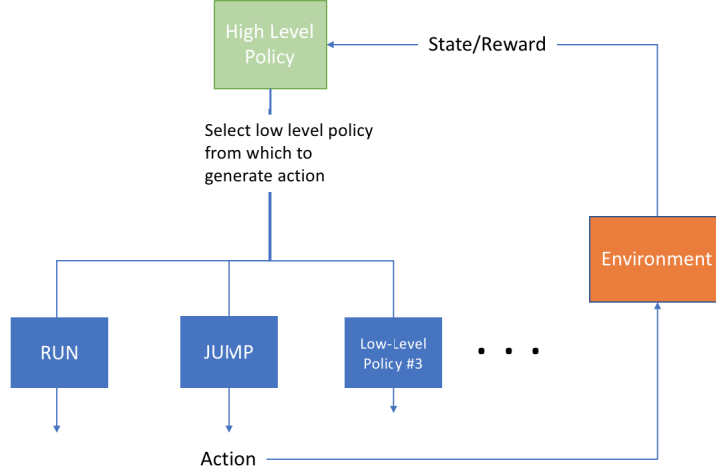 High Level
Policy
State/Reward
Select low level policy
from which to
generate action
Environment
RUN
JUMP
Low-Level
Policy #3
. . .
Action